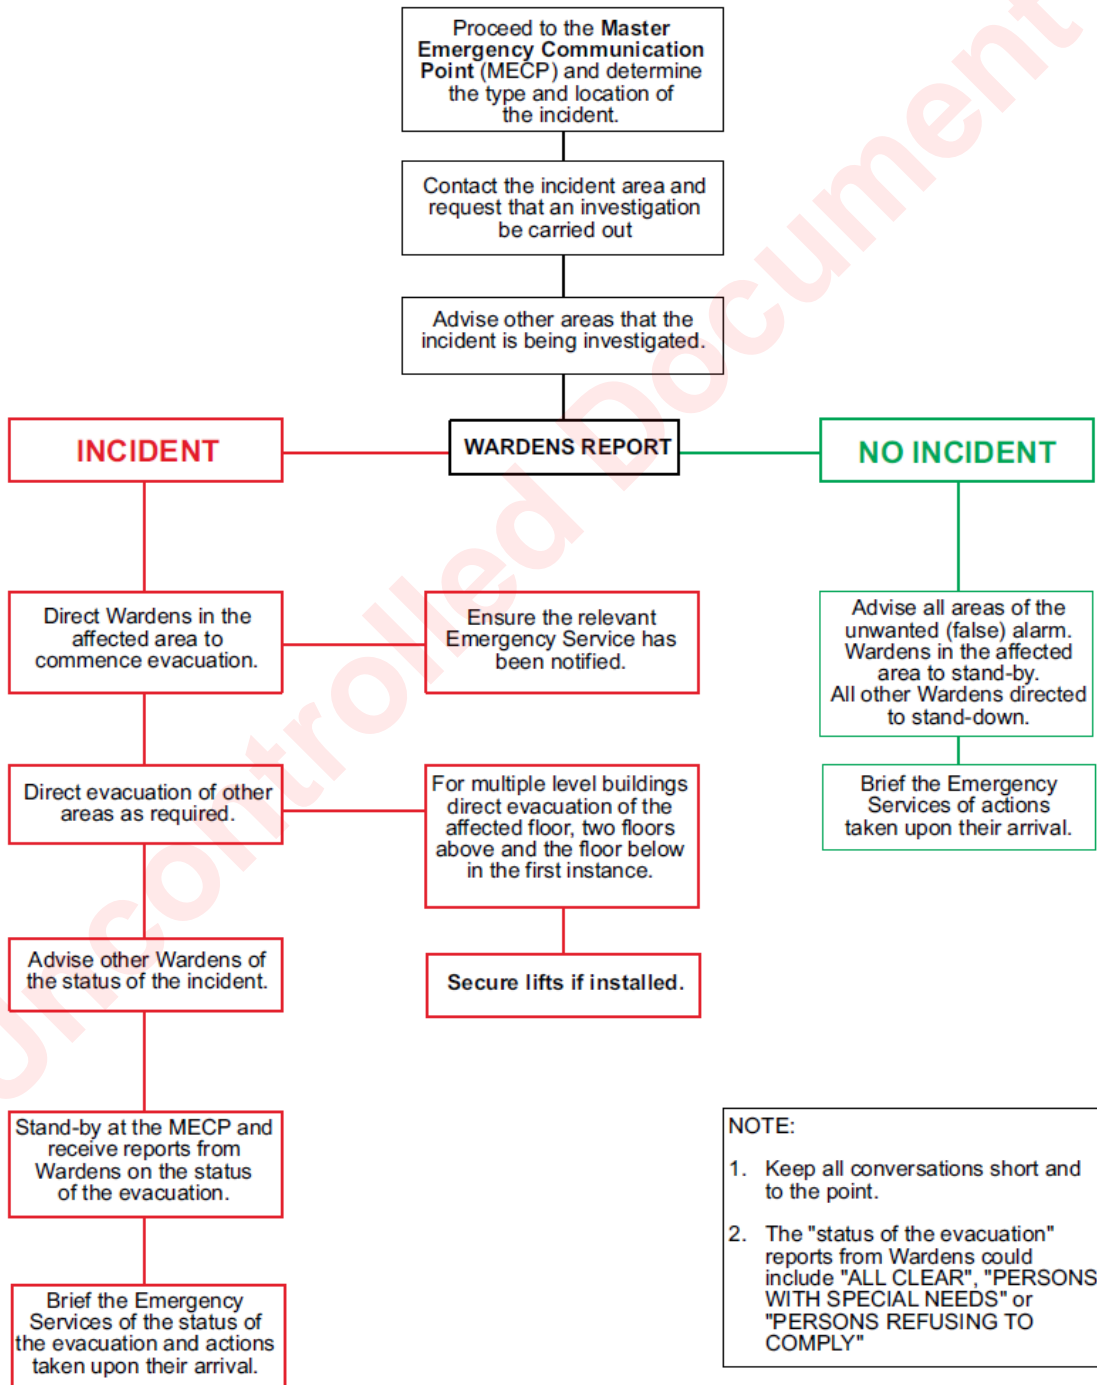 Proceed to the Master
Emergency Communication
Point (MECP) and determine
the type and location of
the incident.
Contact the incident area and
request that an investigation
be carried out
Advise other areas that the
incident is being investigated.
INCIDENT
WARDENS REPORT
NO INCIDENT
Direct Wardens in the
affected area to
commence evacuation.
Ensure the relevant
Emergency Service has
been notified.
Advise all areas of the
unwanted (false) alarm.
Wardens in the affected
area to stand-by.
All other Wardens directed
to stand-down.
Direct evacuation of other
areas as required.
For multiple level buildings
direct evacuation of the
affected floor, two floors
above and the floor below
in the first instance.
Brief the Emergency
Services of actions
taken upon their arrival.
Advise other Wardens of
the status of the incident.
Secure lifts if installed.
Stand-by at the MECP and
receive reports from
Wardens on the status
of the evacuation.
Brief the Emergency
Services of the status of
the evacuation and actions
taken upon their arrival.
NOTE:
1. Keep all conversations short and
to the point.
2. The "status of the evacuation"
reports from Wardens could
include "ALL CLEAR", "PERSONS
WITH SPECIAL NEEDS" or
"PERSONS REFUSING TO
COMPLY"
Uncontrolled Document